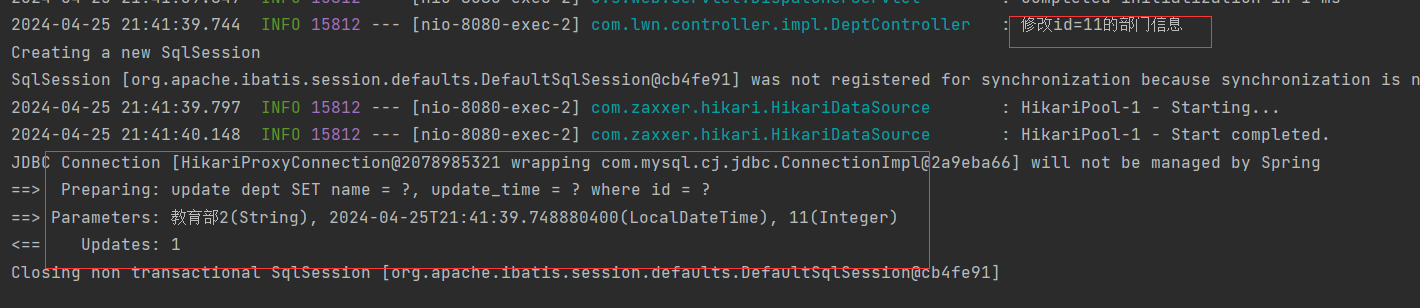 2024-04-25 21:41:39.744  INFO 15812 --- [nio-8080-exec-2] com.lwn.controller.impl.DeptController   : 修改id=11的部门信息
Creating a new SqlSession
SqlSession [org.apache.ibatis.session.defaults.DefaultSqlSession@cb4fe91] was not registered for synchronization because synchronization is n
2024-04-25 21:41:39.797  INFO 15812 --- [nio-8080-exec-2] com.zaxxer.hikari.HikariDataSource       : HikariPool-1 - Starting...
2024-04-25 21:41:40.148  INFO 15812 --- [nio-8080-exec-2] com.zaxxer.hikari.HikariDataSource       : HikariPool-1 - Start completed.
JDBC Connection [HikariProxyConnection@2078985321 wrapping com.mysql.cj.jdbc.ConnectionImpl@2a9eba66] will not be managed by Spring
==>  Preparing: update dept SET name = ?, update_time = ? where id = ?
==> Parameters: 教育部2(String), 2024-04-25T21:41:39.748880400(LocalDateTime), 11(Integer)
<==    Updates: 1
Closing non transactional SqlSession [org.apache.ibatis.session.defaults.DefaultSqlSession@cb4fe91]